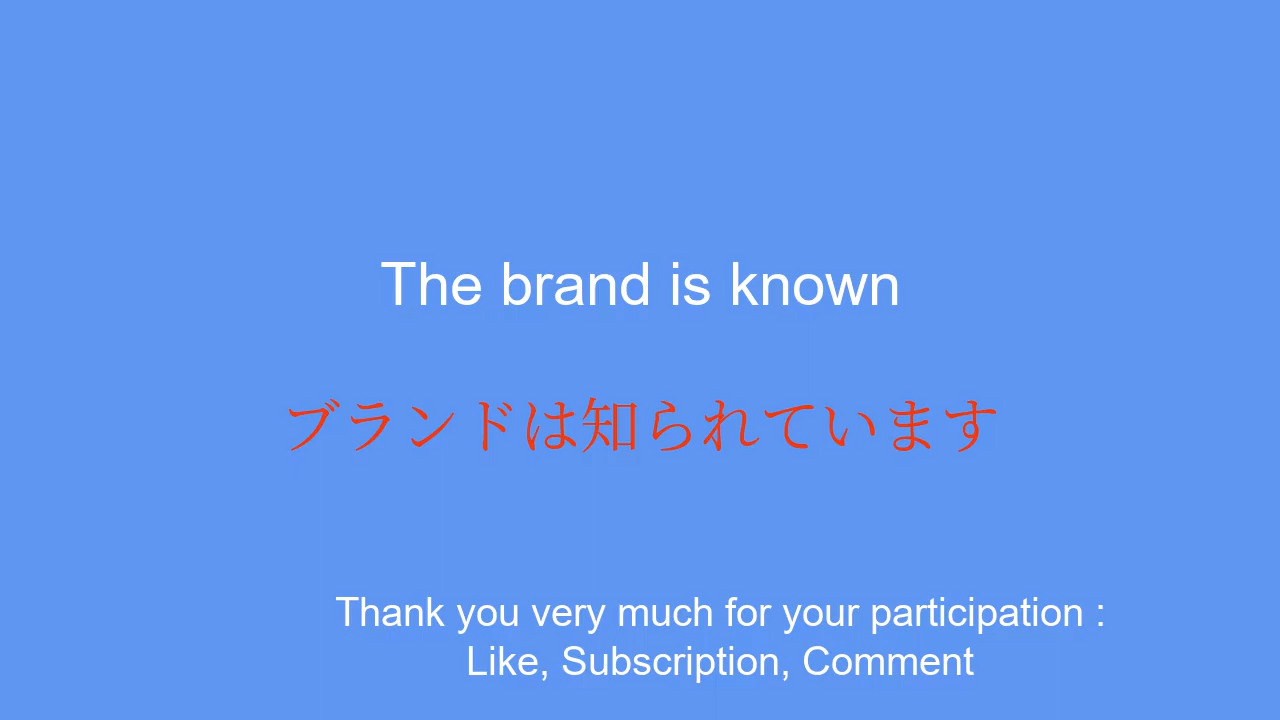 The brand is known
ブランドは知られています
Thank you very much for your participation :
Like, Subscription, Comment